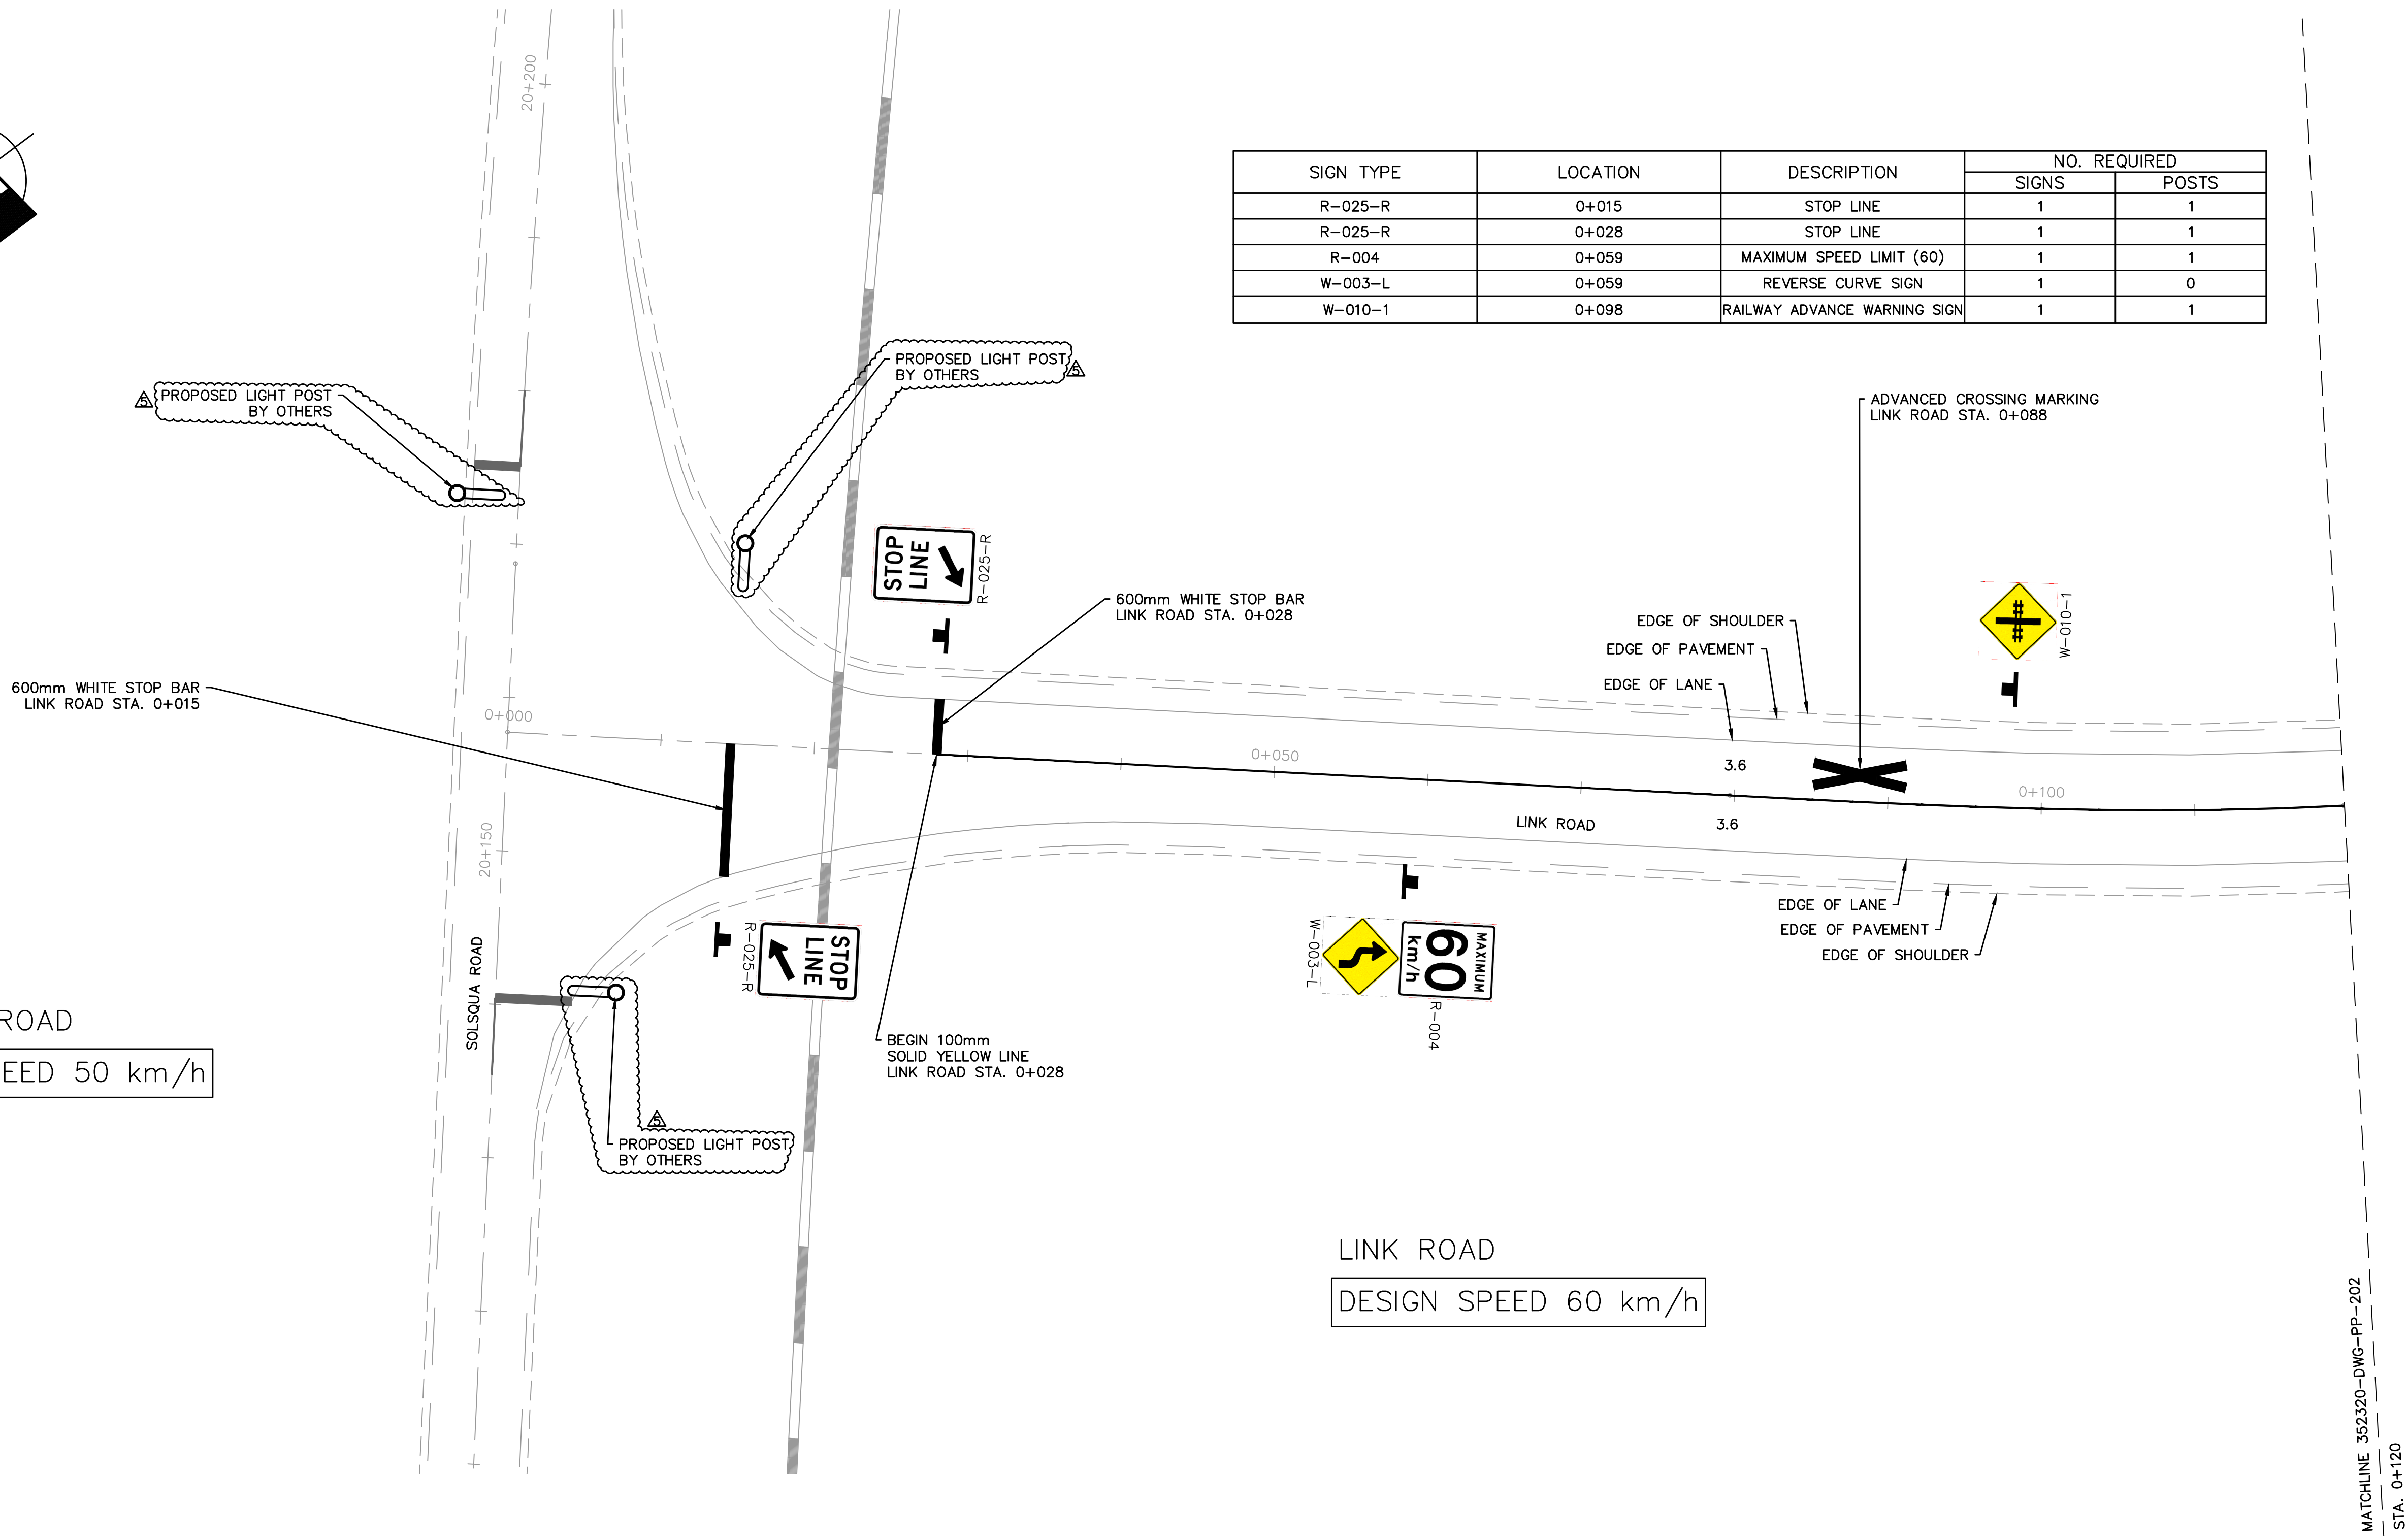 20+200
SIGN TYPE LOCATION DESCRIPTION NO. REQUIRED
SIGNS POSTS
R-025-R 0+015 STOP LINE 1 1
R-025-R 0+028 STOP LINE 1 1
R-004 0+059 MAXIMUM SPEED LIMIT (60) 1 1
W-003-L 0+059 REVERSE CURVE SIGN 1 0
W-010-1 0+098 RAILWAY ADVANCE WARNING SIGN 1 1
PROPOSED LIGHT POST
BY OTHERS
5
5
PROPOSED LIGHT POST
BY OTHERS
ADVANCED CROSSING MARKING
LINK ROAD STA. 0+088
STOP
LINE
R-025-R
600mm WHITE STOP BAR
LINK ROAD STA. 0+028
EDGE OF SHOULDER
EDGE OF PAVEMENT
EDGE OF LANE
W-010-1
600mm WHITE STOP BAR
LINK ROAD STA. 0+015
0+000
0+050
3.6
0+100
LINK ROAD
3.6
20+150
SOLSQUA ROAD
R-025-R
STOP
LINE
W-003-L
MAXIMUM
60
km/h
R-004
EDGE OF LANE
EDGE OF PAVEMENT
EDGE OF SHOULDER
ROAD
EED 50 km/h
BEGIN 100mm
SOLID YELLOW LINE
LINK ROAD STA. 0+028
5
PROPOSED LIGHT POST
BY OTHERS
LINK ROAD
DESIGN SPEED 60 km/h
MATCHLINE 352320-DWG-PP-202
STA. 0+120